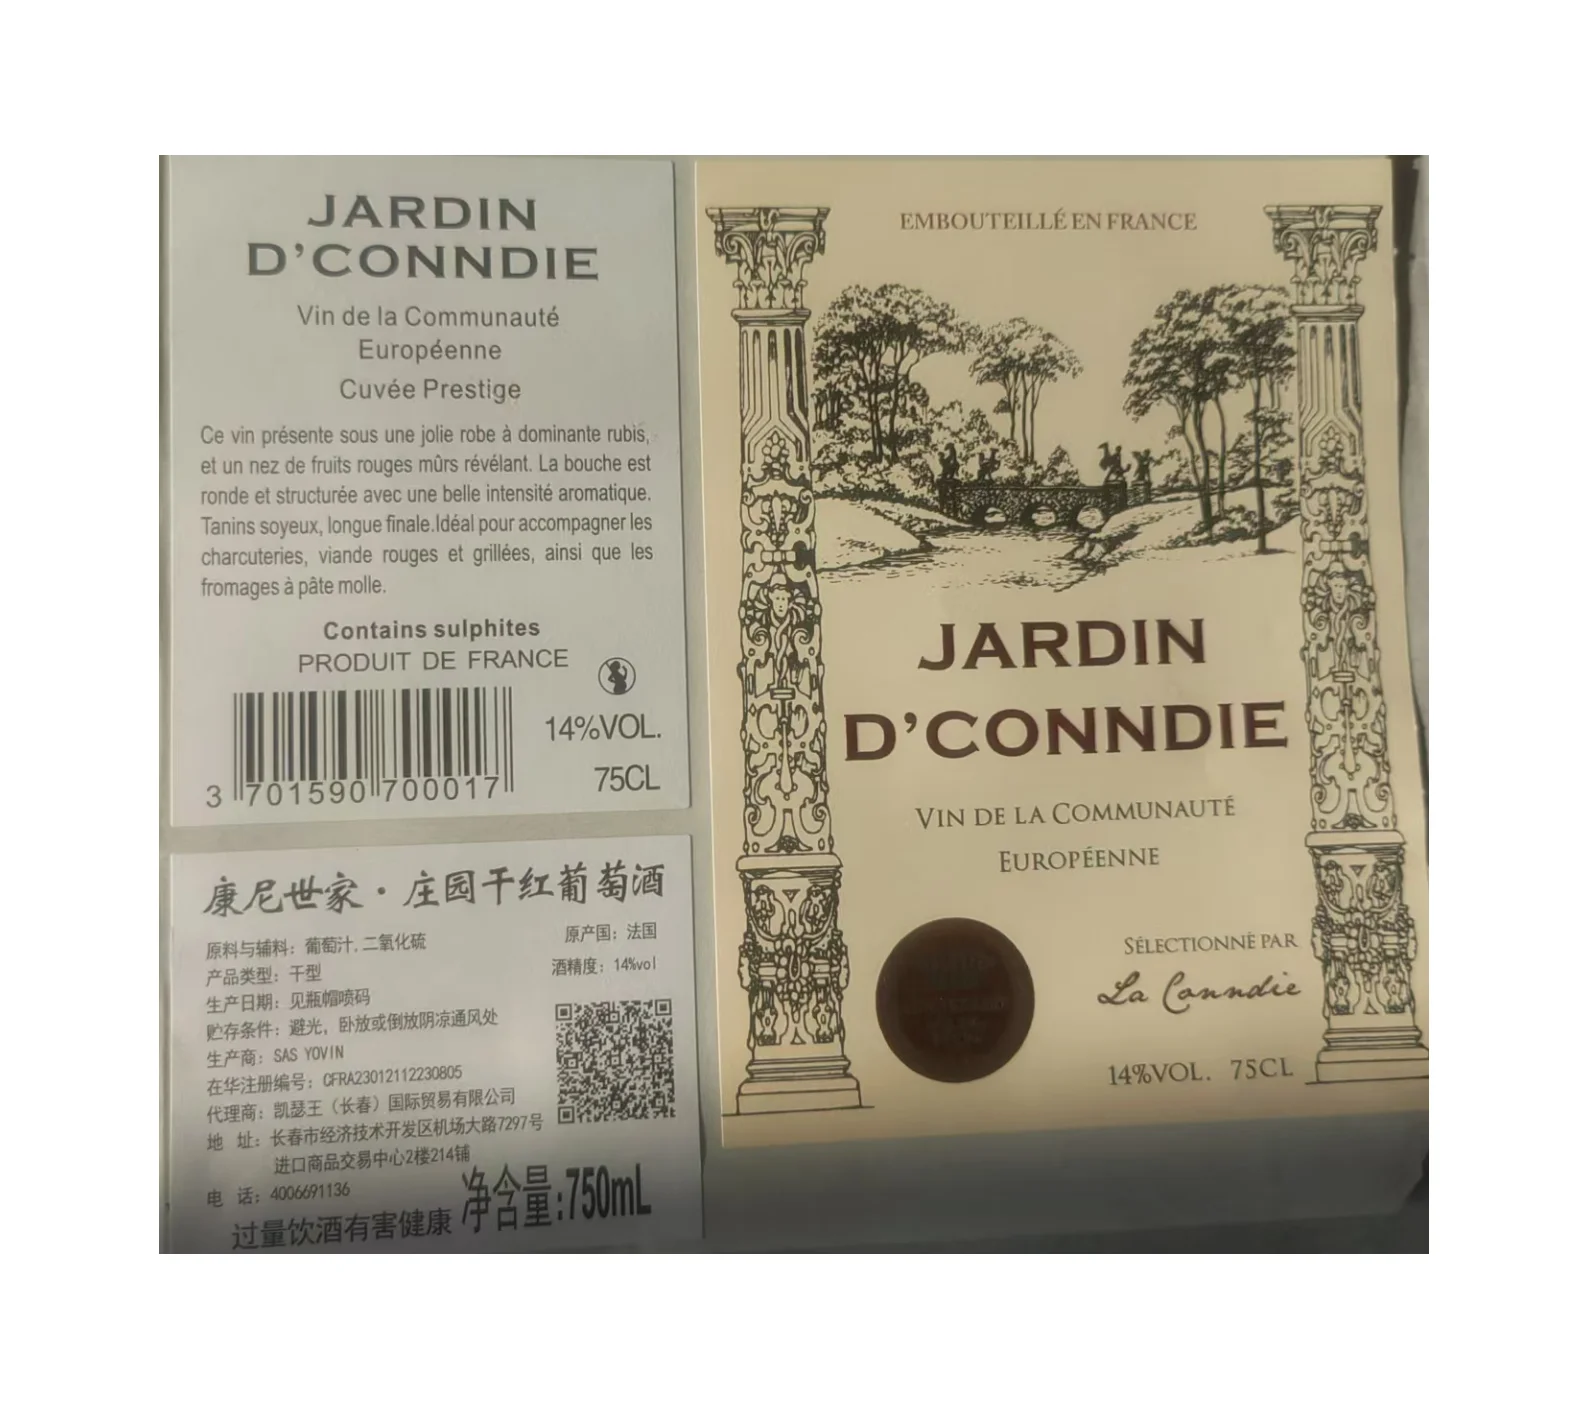 JARDIN
D'CONNDIE
Vin de la Communauté
Européenne
Cuvée Prestige
Ce vin présente sous une jolie robe à dominante rubis,
et un nez de fruits rouges mûrs révélant. La bouche est
ronde et structurée avec une belle intensité aromatique.
Tanins soyeux, longue finale.Idéal pour accompagner les
charcuteries, viande rouges et grillées, ainsi que les
fromages à pâte molle.
Contains sulphites
PRODUIT DE FRANCE
14%VOL.
75CL
3 701590 700017
康尼世家·庄园干红葡萄酒
原料与辅料：葡萄汁.二氧化硫
原产国：法国
产品类型：干型
酒精度：14%vol
生产日期：见瓶帽喷码
贮存条件：避光，卧放或倒放阴凉通风处
生产商：SAS YOVIN
在华注册编号：CFRA23012112230805
代理商：凯瑟王（长春）国际贸易有限公司
地 址：长春市经济技术开发区机场大路7297号
进口商品交易中心2楼214铺
电 话：4006691136
净含量:750mL
过量饮酒有害健康
EMBOUTEILLÉ EN FRANCE
JARDIN
D'CONNDIE
VIN DE LA COMMUNAUTÉ
EUROPÉENNE
SÉLECTIONNÉ PAR
La Conndie
14%VOL. 75CL